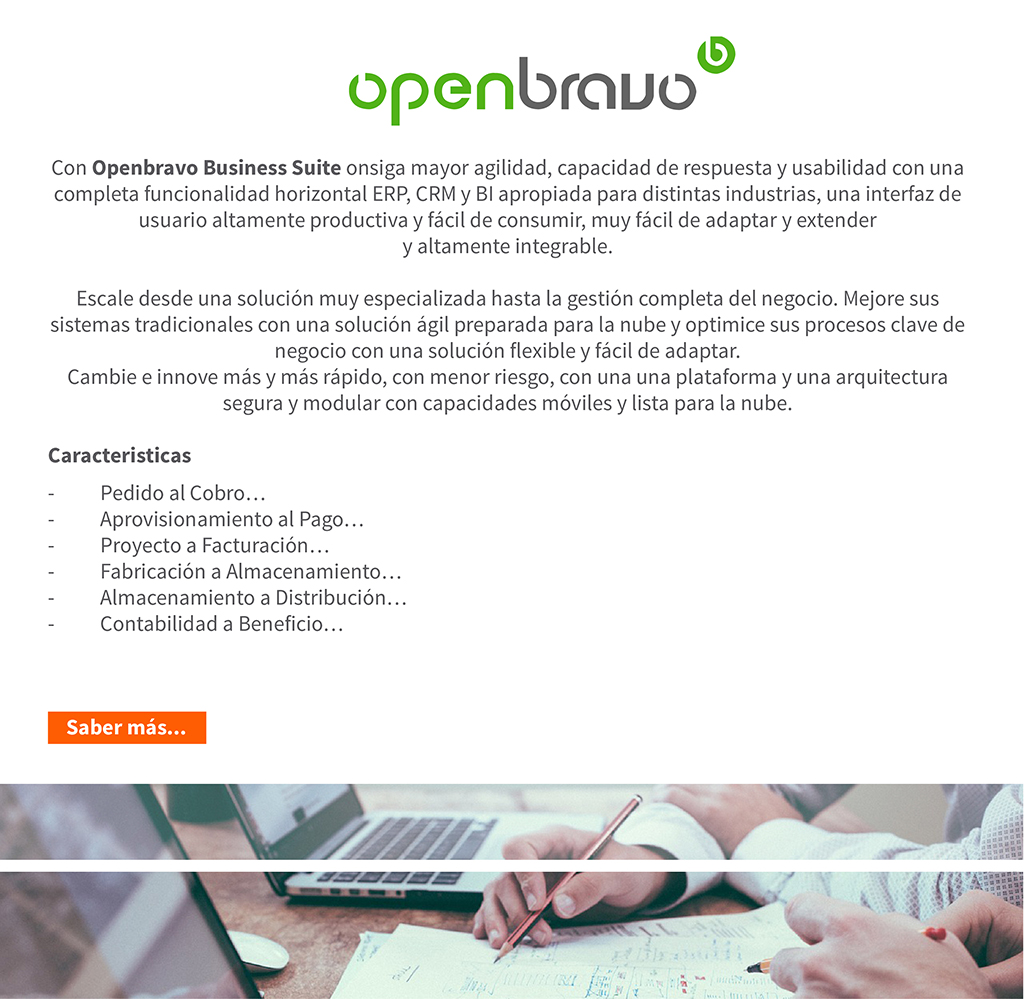 openbravo b
Con Openbravo Business Suite onsiga mayor agilidad, capacidad de respuesta y usabilidad con una
completa funcionalidad horizontal ERP, CRM y BI apropiada para distintas industrias, una interfaz de
usuario altamente productiva y fácil de consumir, muy fácil de adaptar y extender
y altamente integrable.
Escale desde una solución muy especializada hasta la gestión completa del negocio. Mejore sus
sistemas tradicionales con una solución ágil preparada para la nube y optimice sus procesos clave de
negocio con una solución flexible y fácil de adaptar.
Cambie e innove más y más rápido, con menor riesgo, con una una plataforma y una arquitectura
segura y modular con capacidades móviles y lista para la nube.
Caracteristicas
- Pedido al Cobro…
- Aprovisionamiento al Pago…
- Proyecto a Facturación…
- Fabricación a Almacenamiento…
- Almacenamiento a Distribución…
- Contabilidad a Beneficio…
Saber más...